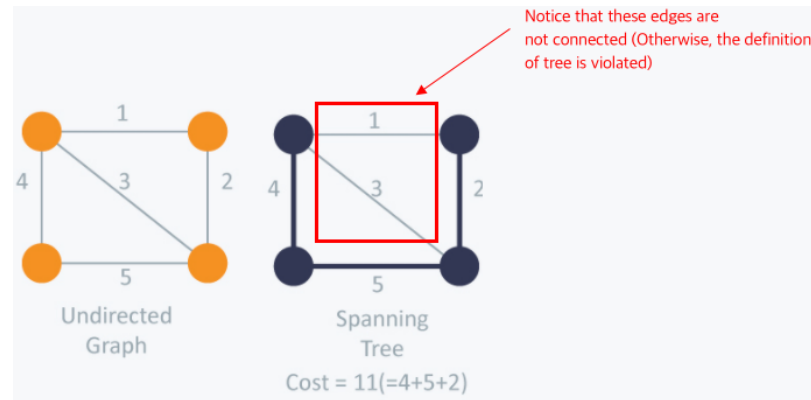 Notice that these edges are
not connected (Otherwise, the definition
of tree is violated)
1
4
3
2
5
Undirected
Graph
1
4
3
2
5
Spanning
Tree
Cost = 11(=4+5+2)